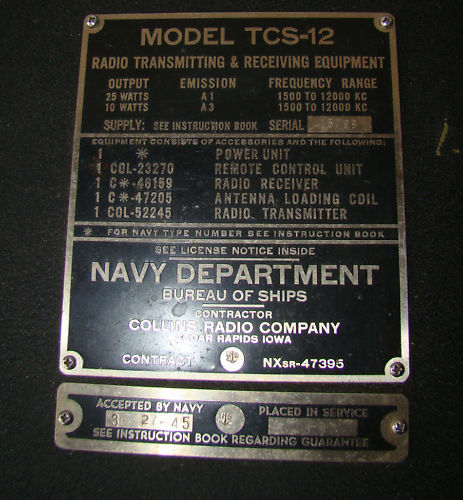 MODEL TCS-12
RADIO TRANSMITTING & RECEIVING EQUIPMENT
OUTPUT EMISSION FREQUENCY RANGE
25 WATTS A1 1500 TO 12000 KC
10 WATTS A3 1500 TO 12000 KC
SUPPLY: SEE INSTRUCTION BOOK SERIAL 15799
EQUIPMENT CONSISTS OF ACCESSORIES AND THE FOLLOWING:
1 * POWER UNIT
1 COL-23270 REMOTE CONTROL UNIT
1 C*-46159 RADIO RECEIVER
1 C*-47205 ANTENNA LOADING COIL
1 COL-52245 RADIO TRANSMITTER
* FOR NAVY TYPE NUMBER SEE INSTRUCTION BOOK
SEE LICENSE NOTICE INSIDE
NAVY DEPARTMENT
BUREAU OF SHIPS
CONTRACTOR
COLLINS RADIO COMPANY
CEDAR RAPIDS IOWA
CONTRACT NXSR-47395
ACCEPTED BY NAVY PLACED IN SERVICE
3-27-45
SEE INSTRUCTION BOOK REGARDING GUARANTEE